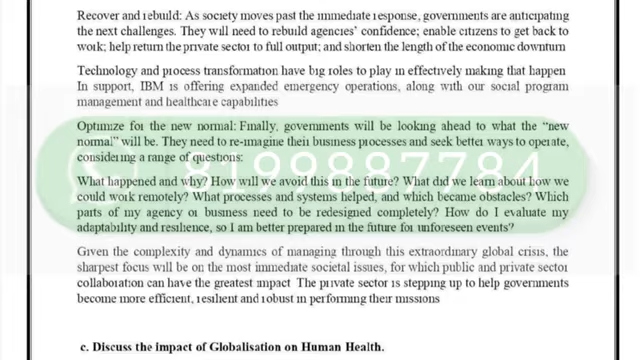 Recover and rebuild: As society moves past the immediate response, governments are anticipating
the next challenges. They will need to rebuild agencies' confidence; enable citizens to get back to
work; help return the private sector to full output; and shorten the length of the economic downturn
Technology and process transformation have big roles to play in effectively making that happen
In support, IBM is offering expanded emergency operations, along with our social program
management and healthcare capabilities
Optimize for the new normal: Finally, governments will be looking ahead to what the "new
normal" will be. They need to re-imagine their business processes and seek better ways to operate,
considering a range of questions:
8199887784
What happened and why? How will we avoid this in the future? What did we learn about how we
could work remotely? What processes and systems helped, and which became obstacles? Which
parts of my agency or business need to be redesigned completely? How do I evaluate my
adaptability and resilience, so I am better prepared in the future for unforeseen events?
Given the complexity and dynamics of managing through this extraordinary global crisis, the
sharpest focus will be on the most immediate societal issues, for which public and private sector
collaboration can have the greatest impact The private sector is stepping up to help governments
become more efficient, resilient and robust in performing their missions
c. Discuss the impact of Globalisation on Human Health.